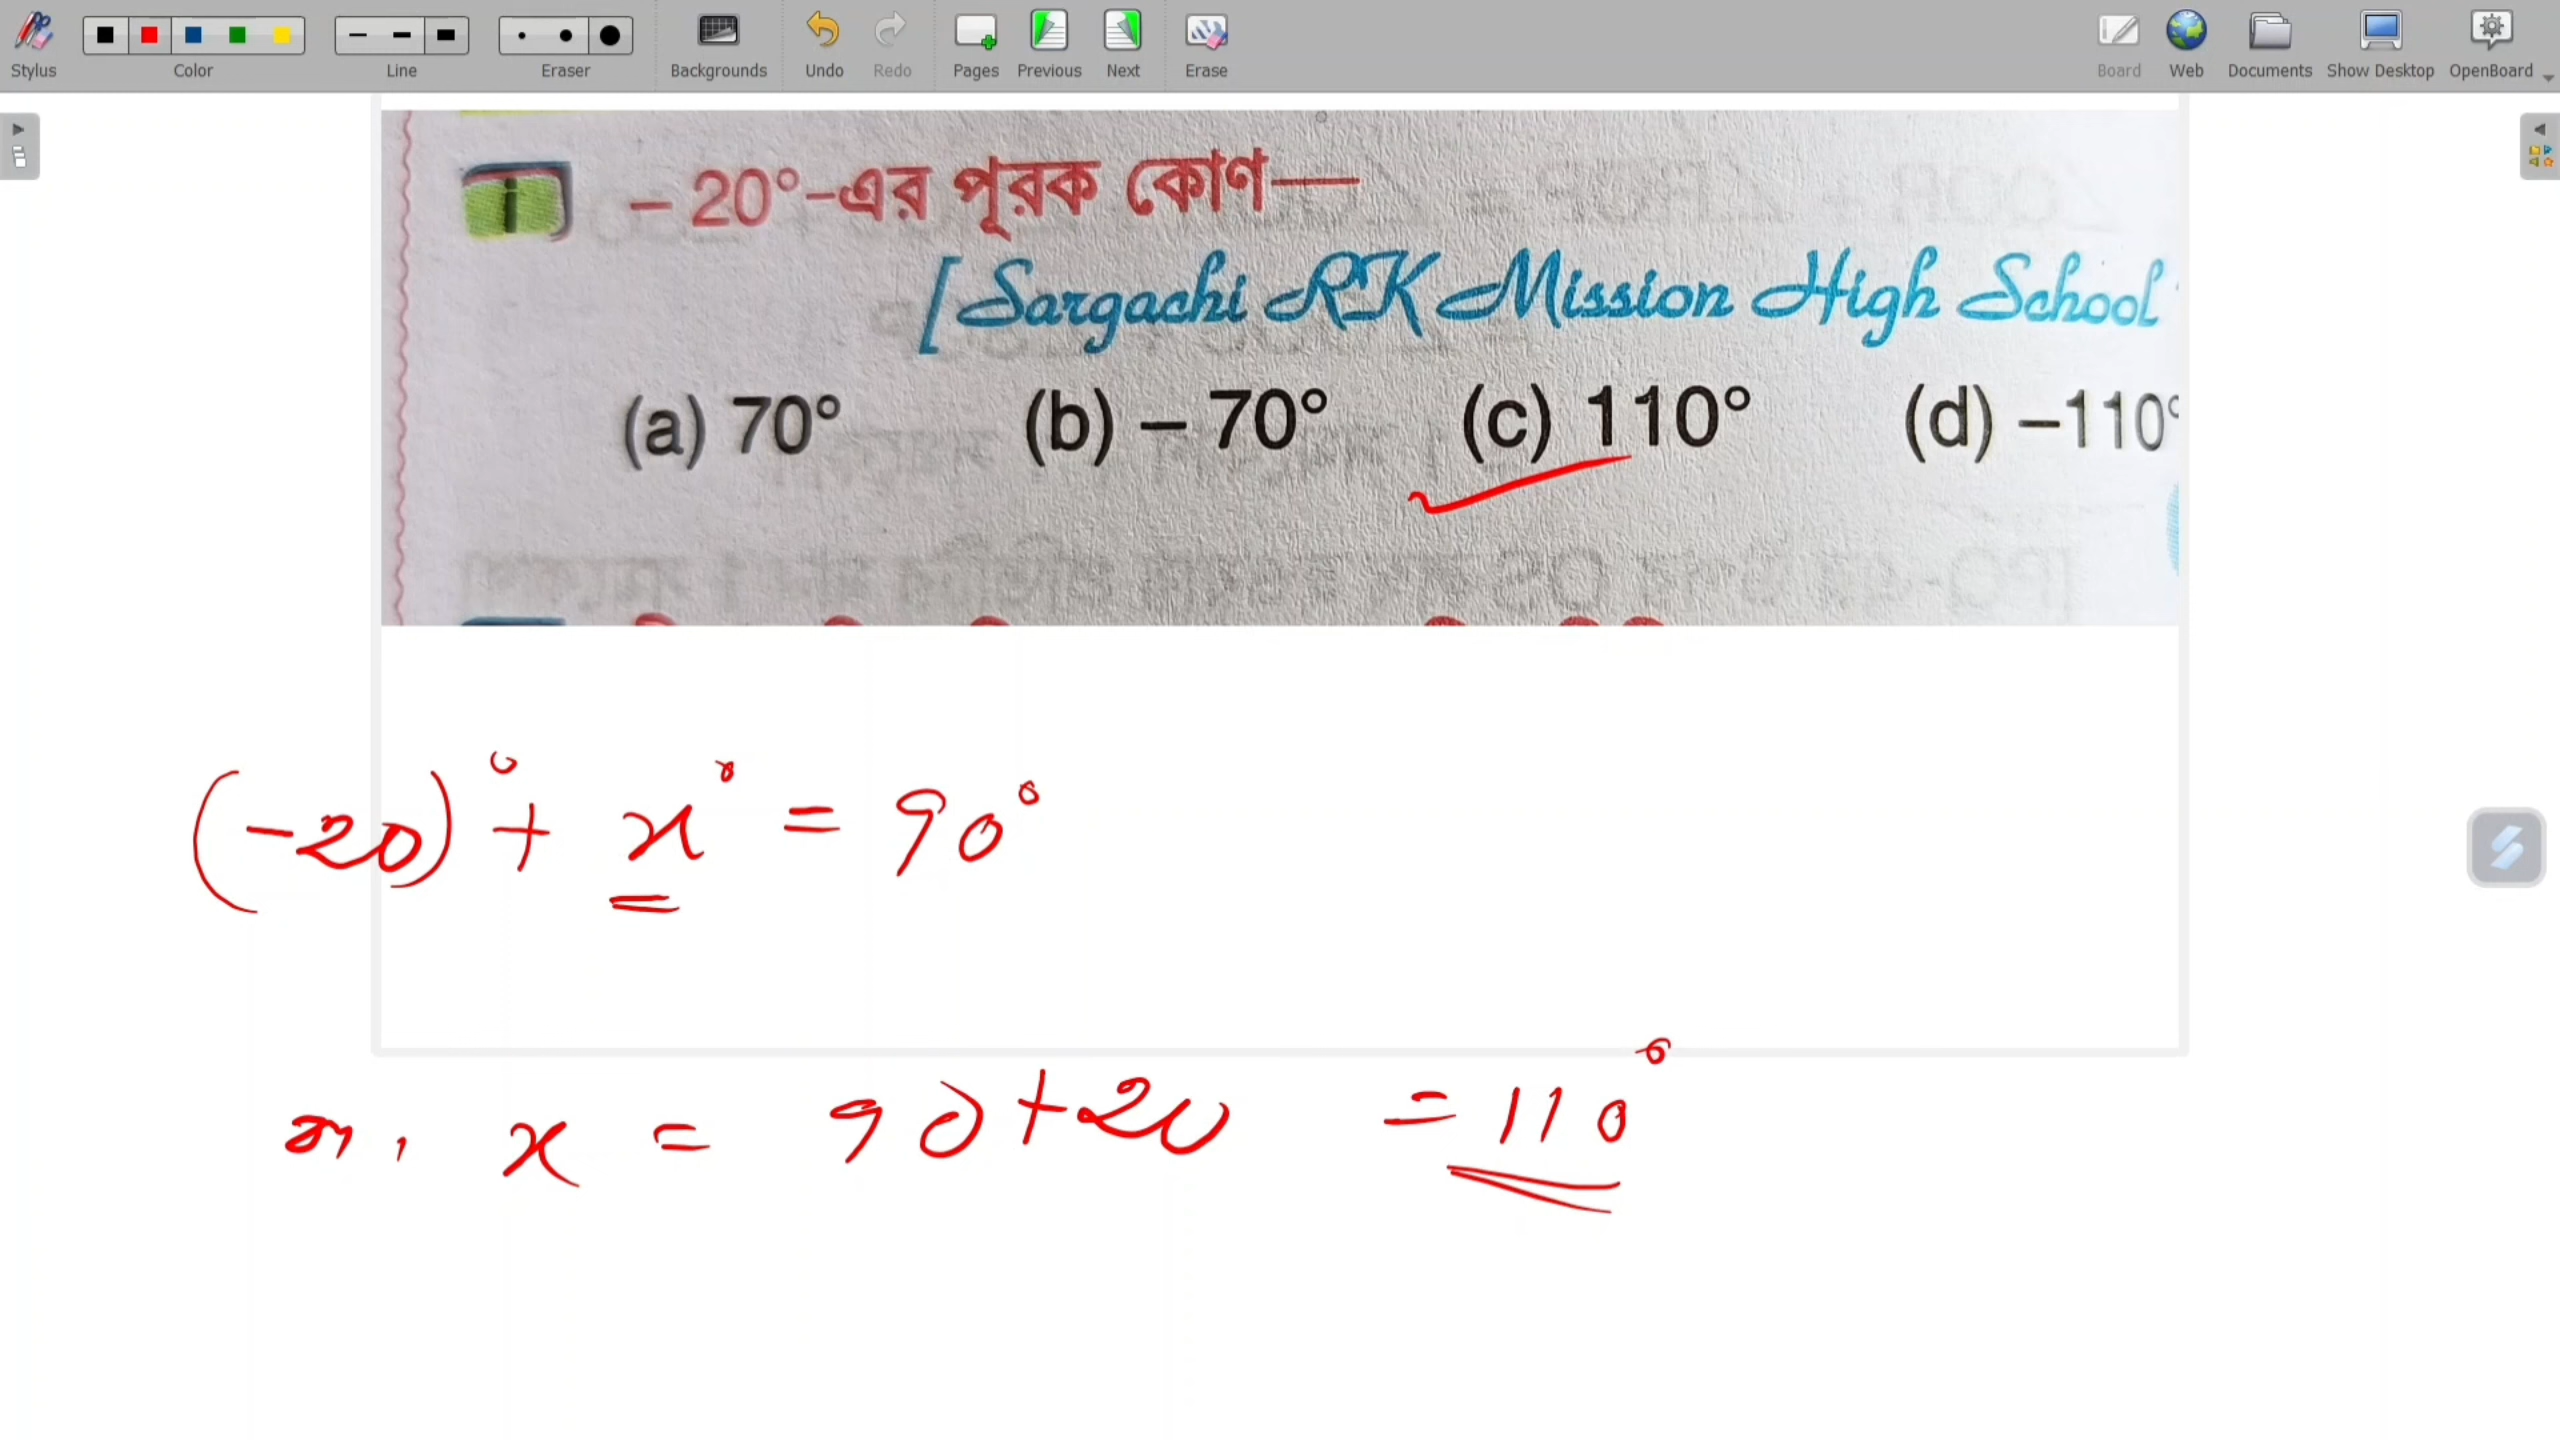 Stylus Color Line Eraser Backgrounds Undo Redo Pages Previous Next Erase Board Web Documents Show Desktop OpenBoard
– 20°-এর পূরক কোণ—
[ Sargachi RK Mission High School
(a) 70° (b) – 70° (c) 110° (d) –110°
(-20)° + x° = 90°
বা, x = 90+20 = 110°